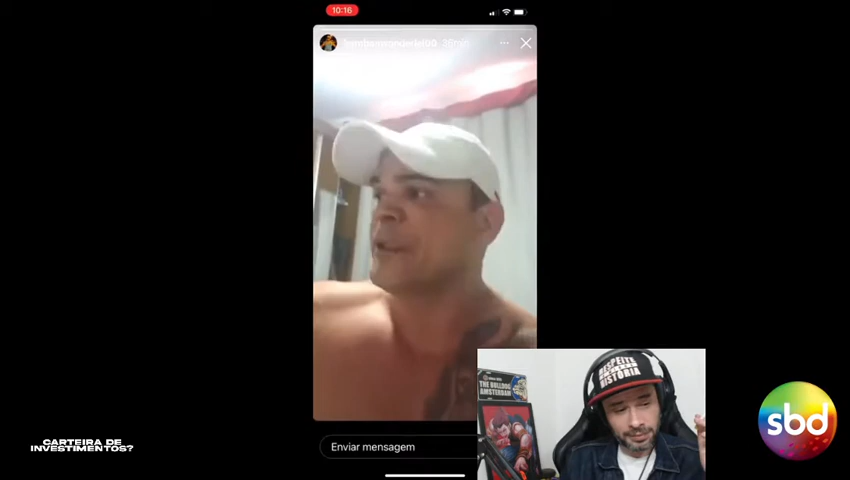 10:16
Enviar mensagem
RESPEITE
HISTÓRIA
THE BULLDOG
AMSTERDAM
CARTEIRA DE
INVESTIMENTOS?
sbd